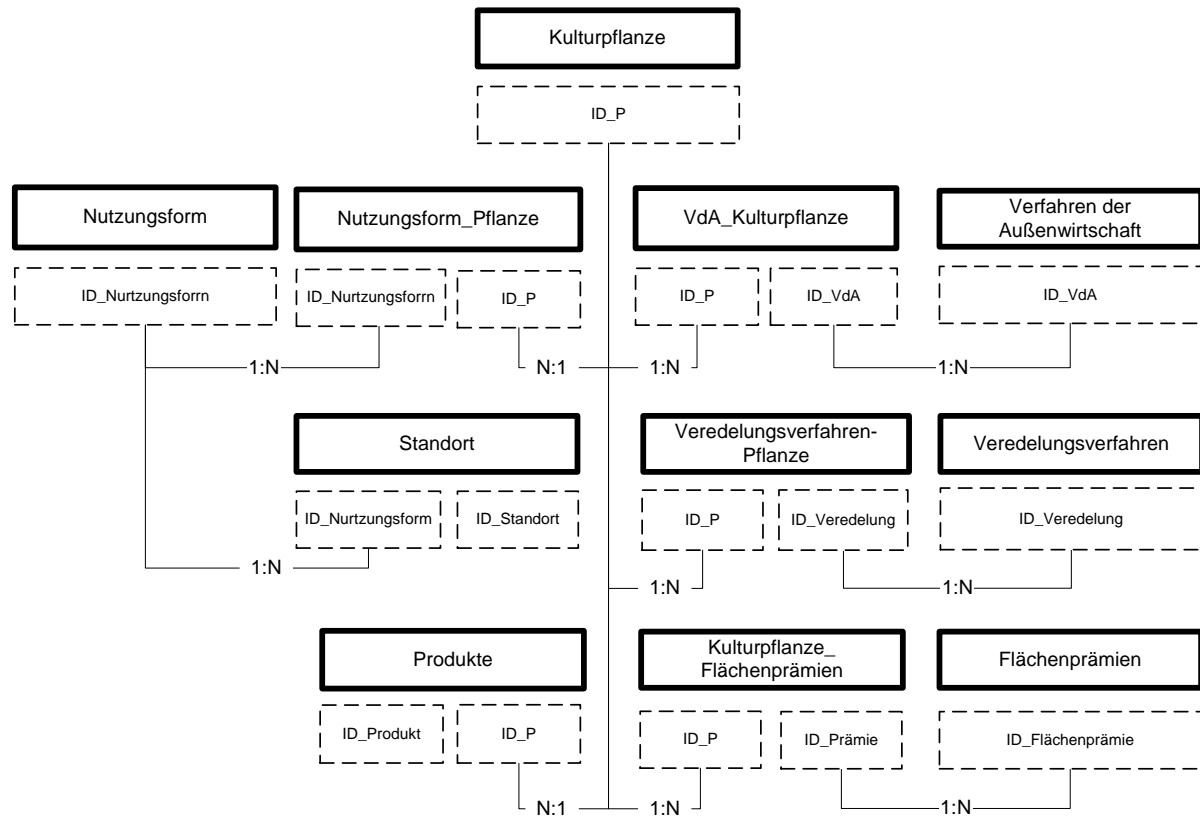 Kulturpflanze
ID_P
Nutzungsform
Nutzungsform_Pflanze
VdA_Kulturpflanze
Verfahren der
Außenwirtschaft
ID_Nurtzungsforrn
ID_Nurtzungsforrn
ID_P
ID_P
ID_VdA
ID_VdA
1:N
N:1
1:N
1:N
Standort
Veredelungsverfahren-
Pflanze
Veredelungsverfahren
ID_Nurtzungsform
ID_Standort
ID_P
ID_Veredelung
ID_Veredelung
1:N
1:N
1:N
Produkte
Kulturpflanze_
Flächenprämien
Flächenprämien
ID_Produkt
ID_P
ID_P
ID_Prämie
ID_Flächenprämie
N:1
1:N
1:N